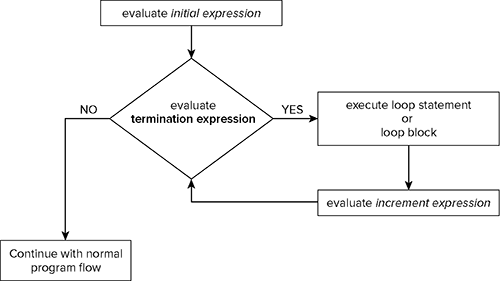 evaluate initial expression
NO
evaluate
termination expression
YES
execute loop statement
or
loop block
evaluate increment expression
Continue with normal
program flow